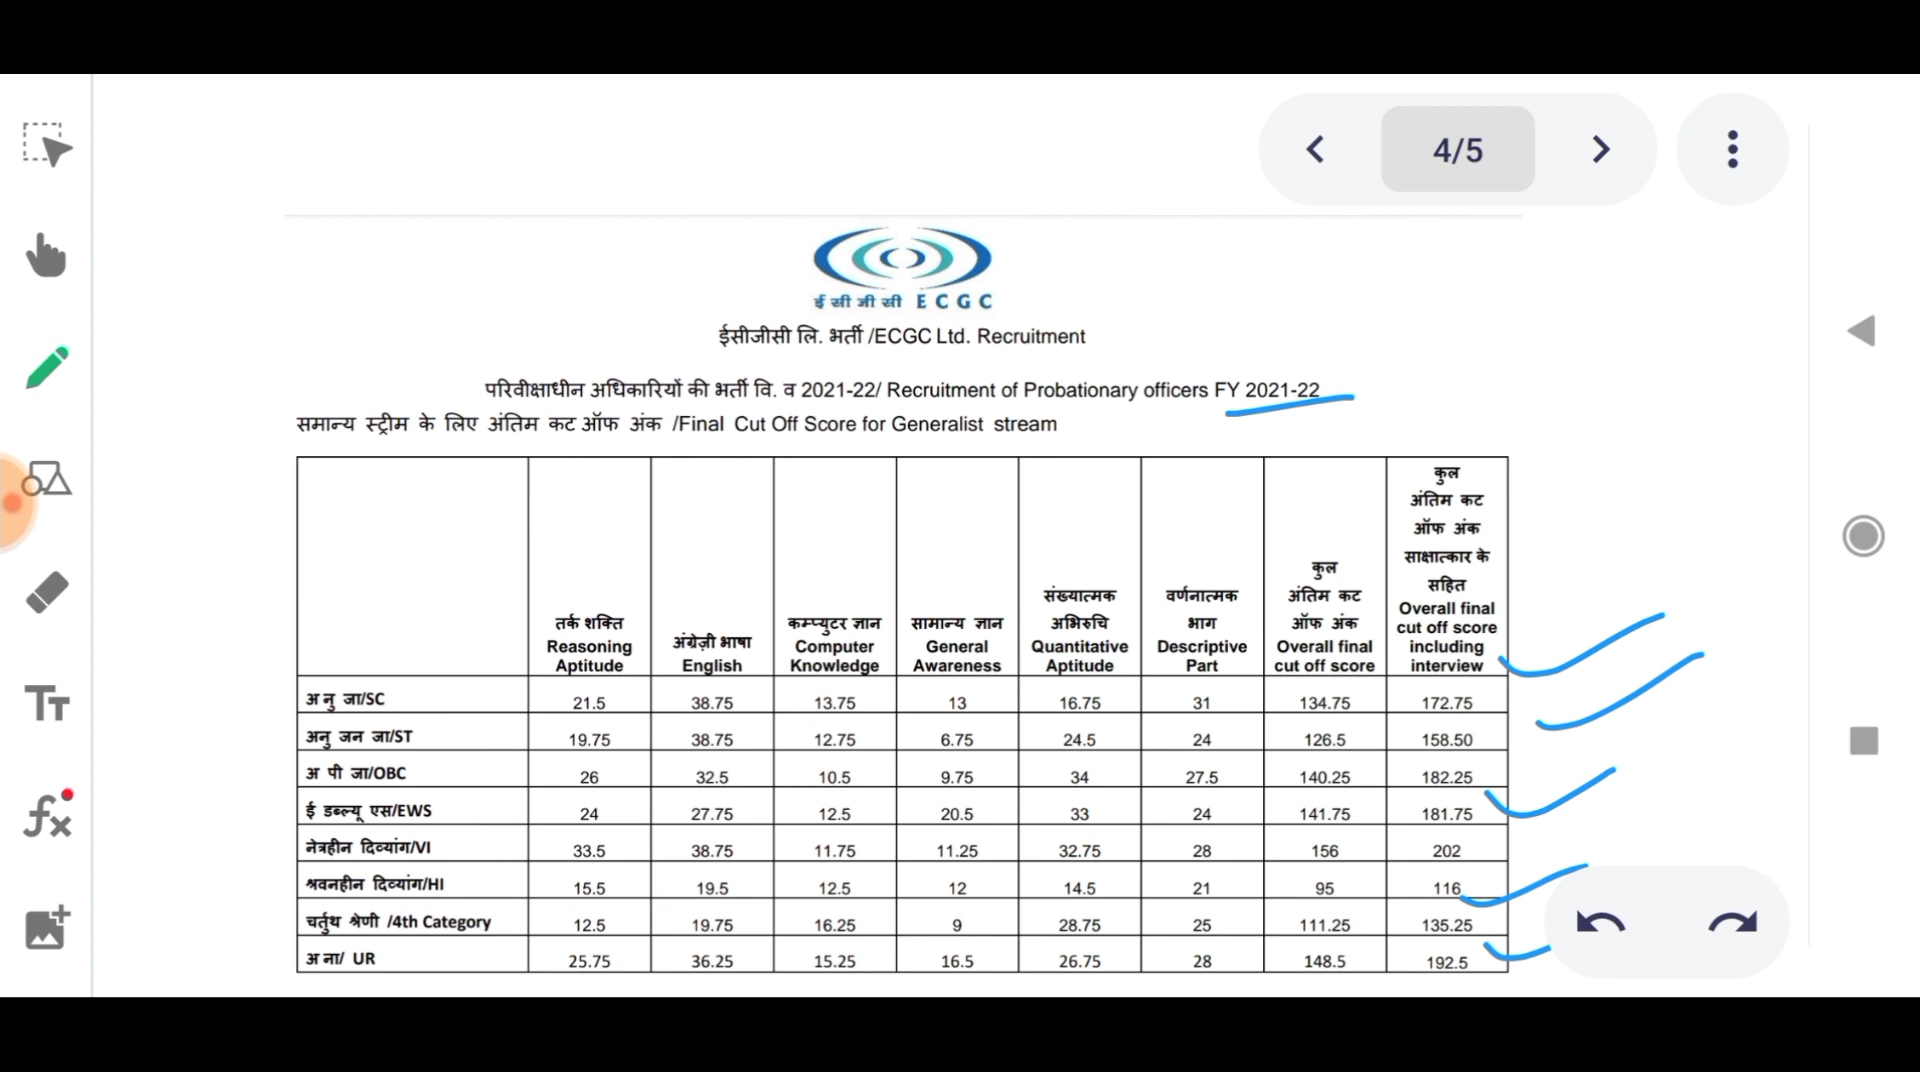 4/5
ई सी जी सी E C G C
ईसीजीसी लि. भर्ती /ECGC Ltd. Recruitment
परिवीक्षाधीन अधिकारियों की भर्ती वि. व 2021-22/ Recruitment of Probationary officers FY 2021-22
समान्य स्ट्रीम के लिए अंतिम कट ऑफ अंक /Final Cut Off Score for Generalist stream
तर्क शक्ति
Reasoning
Aptitude
अंग्रेज़ी भाषा
English
कम्प्युटर ज्ञान
Computer
Knowledge
सामान्य ज्ञान
General
Awareness
संख्यात्मक
अभिरुचि
Quantitative
Aptitude
वर्णनात्मक
भाग
Descriptive
Part
कुल
अंतिम कट
ऑफ अंक
Overall final
cut off score
कुल
अंतिम कट
ऑफ अंक
साक्षात्कार के
सहित
Overall final
cut off score
including
interview
अ नु जा/SC 21.5 38.75 13.75 13 16.75 31 134.75 172.75
अनु जन जा/ST 19.75 38.75 12.75 6.75 24.5 24 126.5 158.50
अ पी जा/OBC 26 32.5 10.5 9.75 34 27.5 140.25 182.25
ई डब्ल्यू एस/EWS 24 27.75 12.5 20.5 33 24 141.75 181.75
नेत्रहीन दिव्यांग/VI 33.5 38.75 11.75 11.25 32.75 28 156 202
श्रवनहीन दिव्यांग/HI 15.5 19.5 12.5 12 14.5 21 95 116
चर्तुथ श्रेणी /4th Category 12.5 19.75 16.25 9 28.75 25 111.25 135.25
अ ना/ UR 25.75 36.25 15.25 16.5 26.75 28 148.5 192.5
Tт
fx